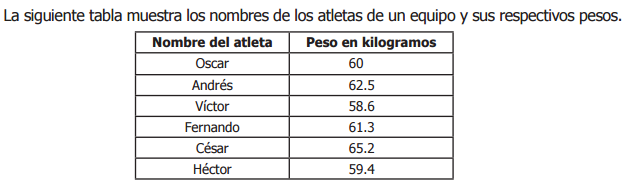 La siguiente tabla muestra los nombres de los atletas de un equipo y sus respectivos pesos.
Nombre del atleta Peso en kilogramos
Oscar 60
Andrés 62.5
Víctor 58.6
Fernando 61.3
César 65.2
Héctor 59.4